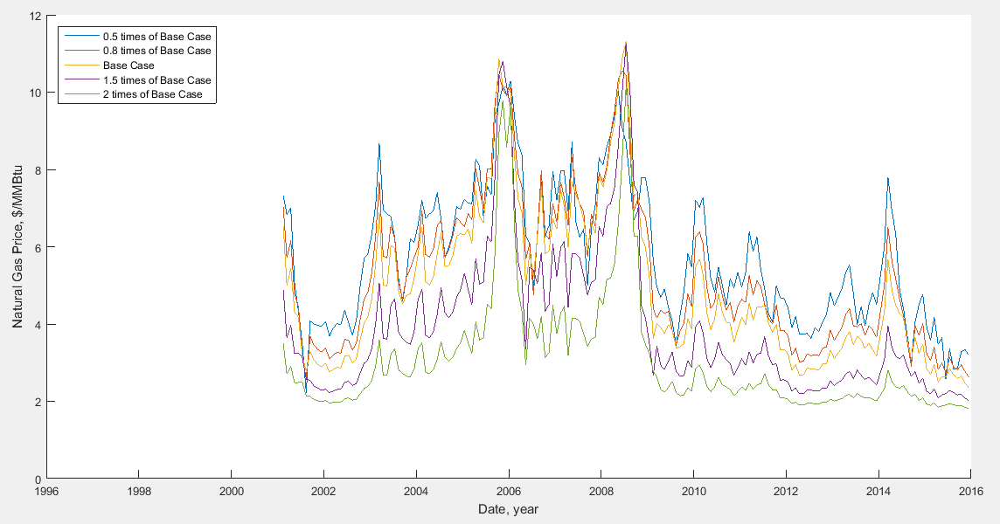 12
10
8
6
4
2
0
0.5 times of Base Case
0.8 times of Base Case
Base Case
1.5 times of Base Case
2 times of Base Case
Natural Gas Price, $/MMBtu
1996 1998 2000 2002 2004 2006 2008 2010 2012 2014 2016
Date, year